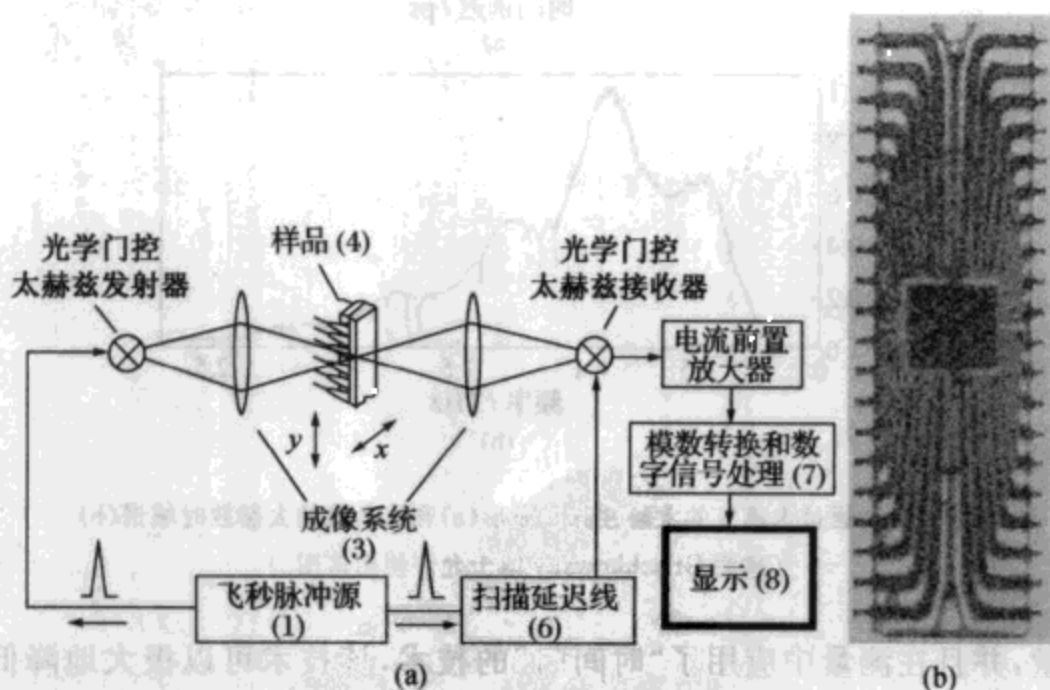 光学门控
太赫兹发射器
样品 (4)
光学门控
太赫兹接收器
电流前置
放大器
y
x
模数转换和数
字信号处理 (7)
成像系统
(3)
显示 (8)
飞秒脉冲源
(1)
扫描延迟线
(6)
(a)
(b)